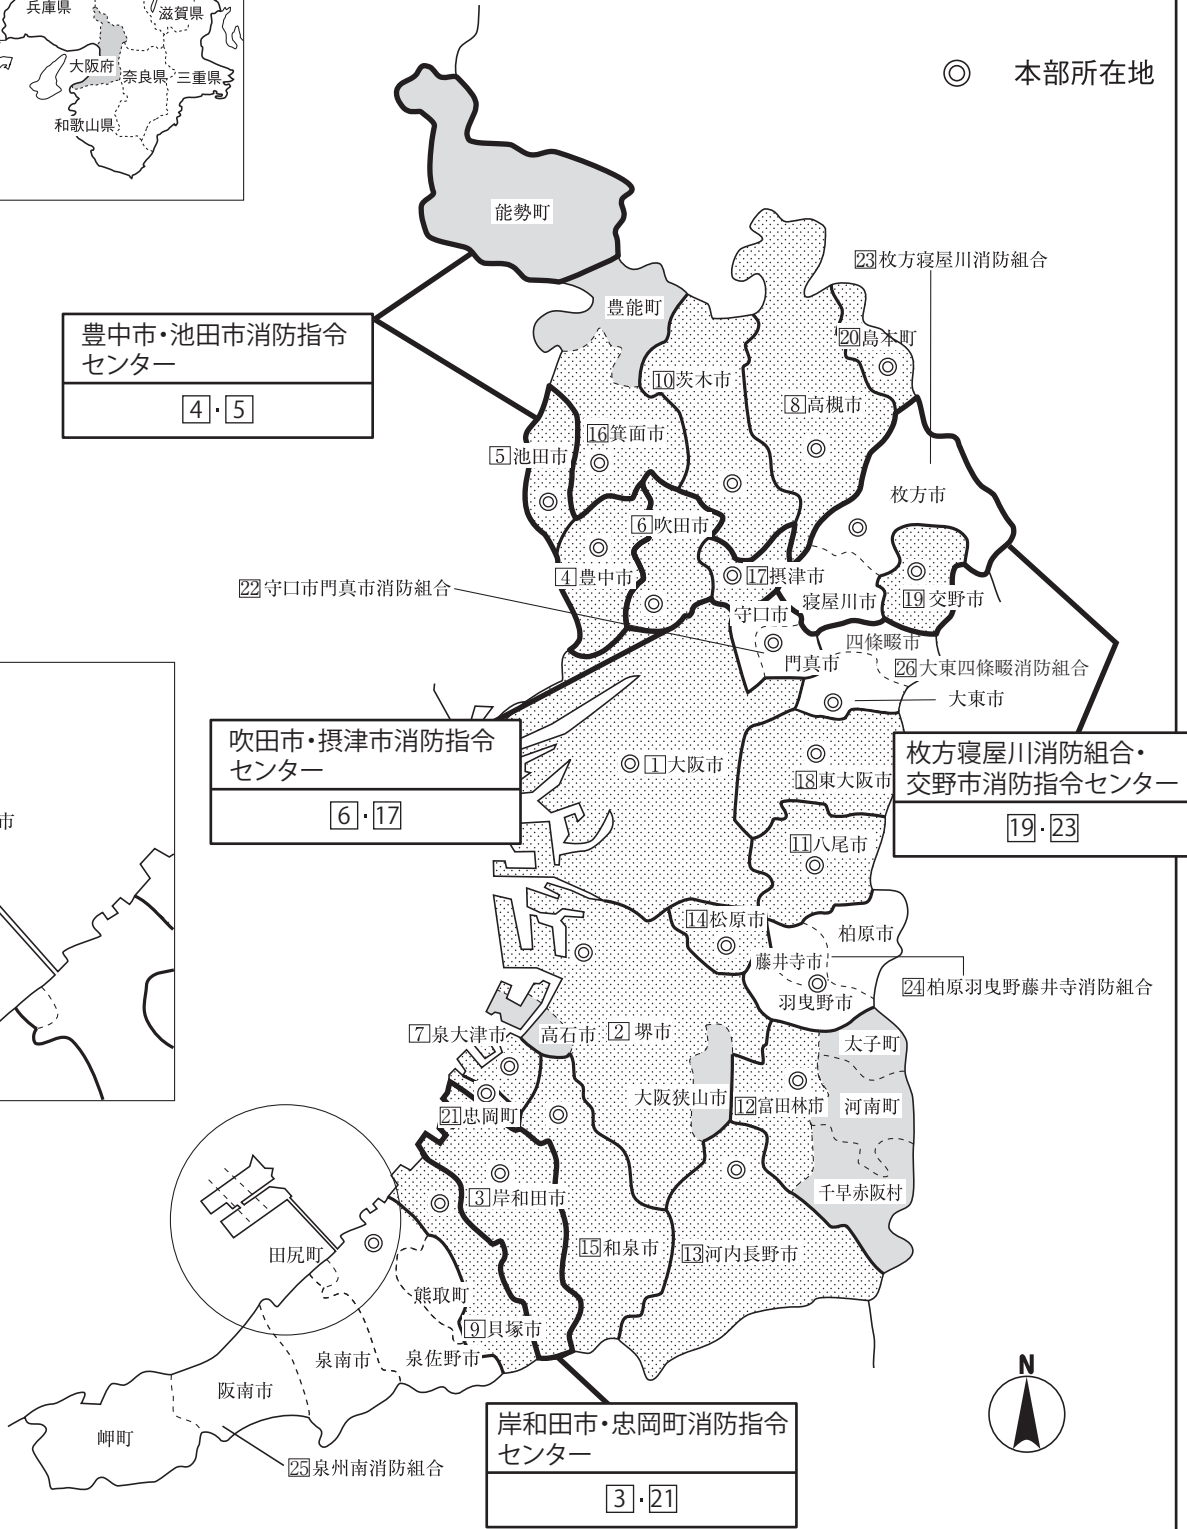 兵庫県
滋賀県
大阪府
奈良県
三重県
和歌山県
◎ 本部所在地
能勢町
豊能町
23枚方寝屋川消防組合
20島本町
豊中市・池田市消防指令
センター
4・5
10茨木市
8高槻市
16箕面市
5池田市
枚方市
6吹田市
4豊中市
17摂津市
22守口市門真市消防組合
守口市
寝屋川市
19交野市
四條畷市
門真市
26大東四條畷消防組合
大東市
吹田市・摂津市消防指令
センター
6・17
1大阪市
18東大阪市
枚方寝屋川消防組合・
交野市消防指令センター
19・23
市
11八尾市
14松原市
柏原市
藤井寺市
24柏原羽曳野藤井寺消防組合
羽曳野市
7泉大津市
高石市
2堺市
太子町
大阪狭山市
12富田林市
河南町
21忠岡町
3岸和田市
千早赤阪村
15和泉市
13河内長野市
田尻町
熊取町
9貝塚市
泉佐野市
泉南市
阪南市
岬町
25泉州南消防組合
岸和田市・忠岡町消防指令
センター
3・21
N